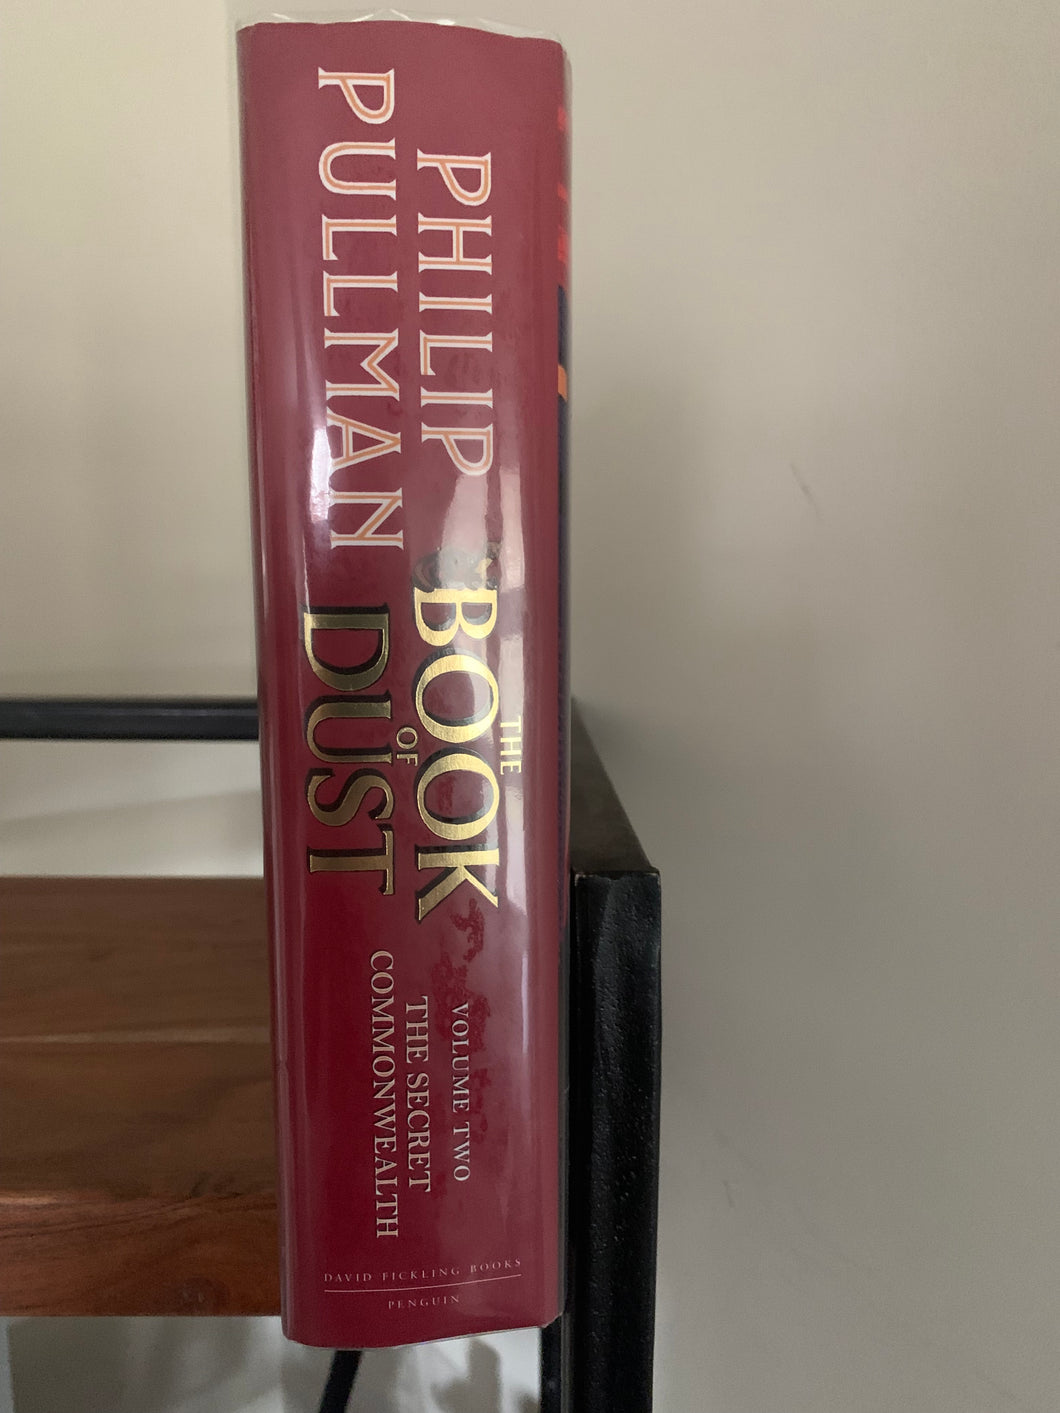 PHILIP
PULLMAN
THE
BOOK
OF
DUST
VOLUME TWO
THE SECRET
COMMONWEALTH
DAVID FICKLING BOOKS
PENGUIN